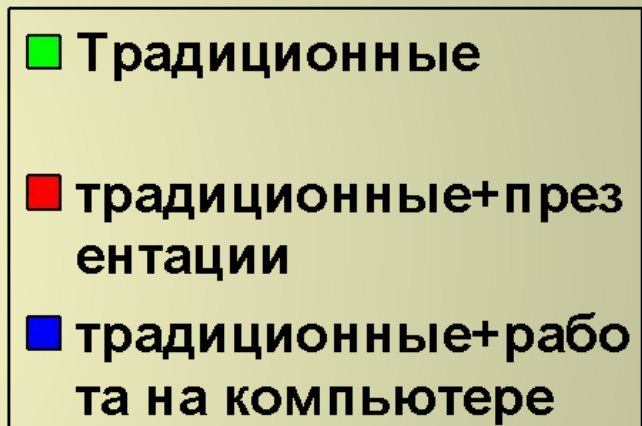 Традиционные
традиционные+през
ентации
традиционные+рабо
та на компьютере